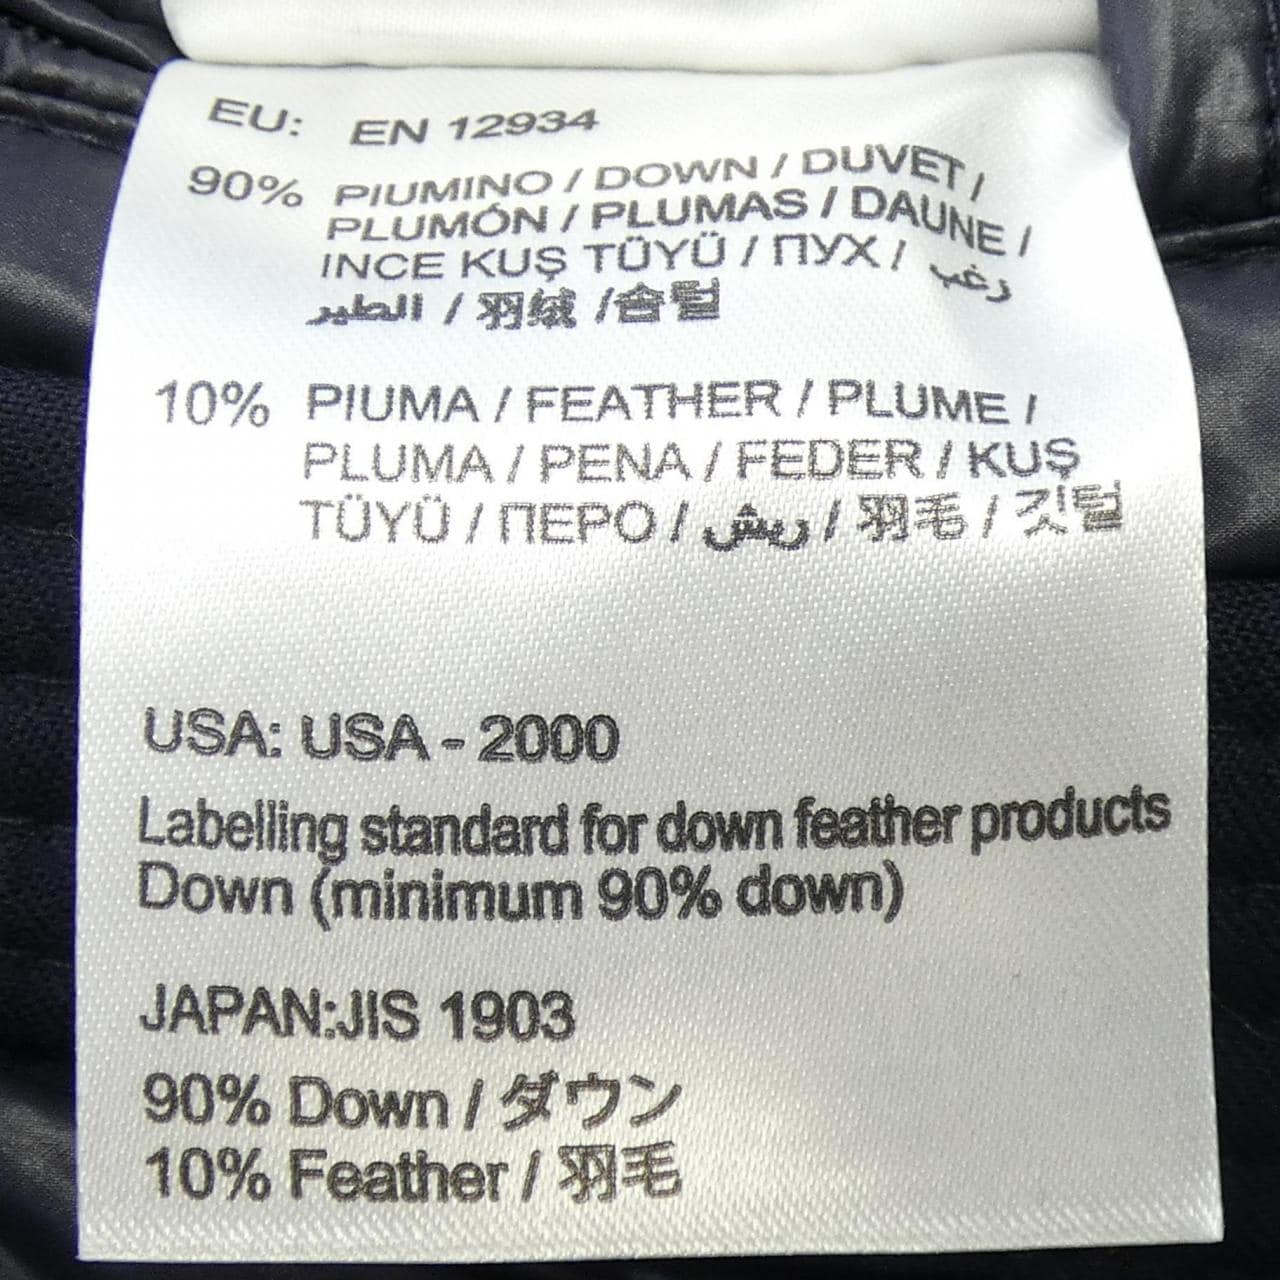 EU: EN 12934
90% PIUMINO / DOWN / DUVET /
PLUMÓN / PLUMAS / DAUNE /
INCE KUŞ TÜYÜ / ПУХ / زغب
الطير / 羽绒 /솜털
10% PIUMA / FEATHER / PLUME /
PLUMA / PENA / FEDER / KUŞ
TÜYÜ / ПЕРО / ريش / 羽毛 / 깃털
USA: USA - 2000
Labelling standard for down feather products
Down (minimum 90% down)
JAPAN:JIS 1903
90% Down / ダウン
10% Feather / 羽毛